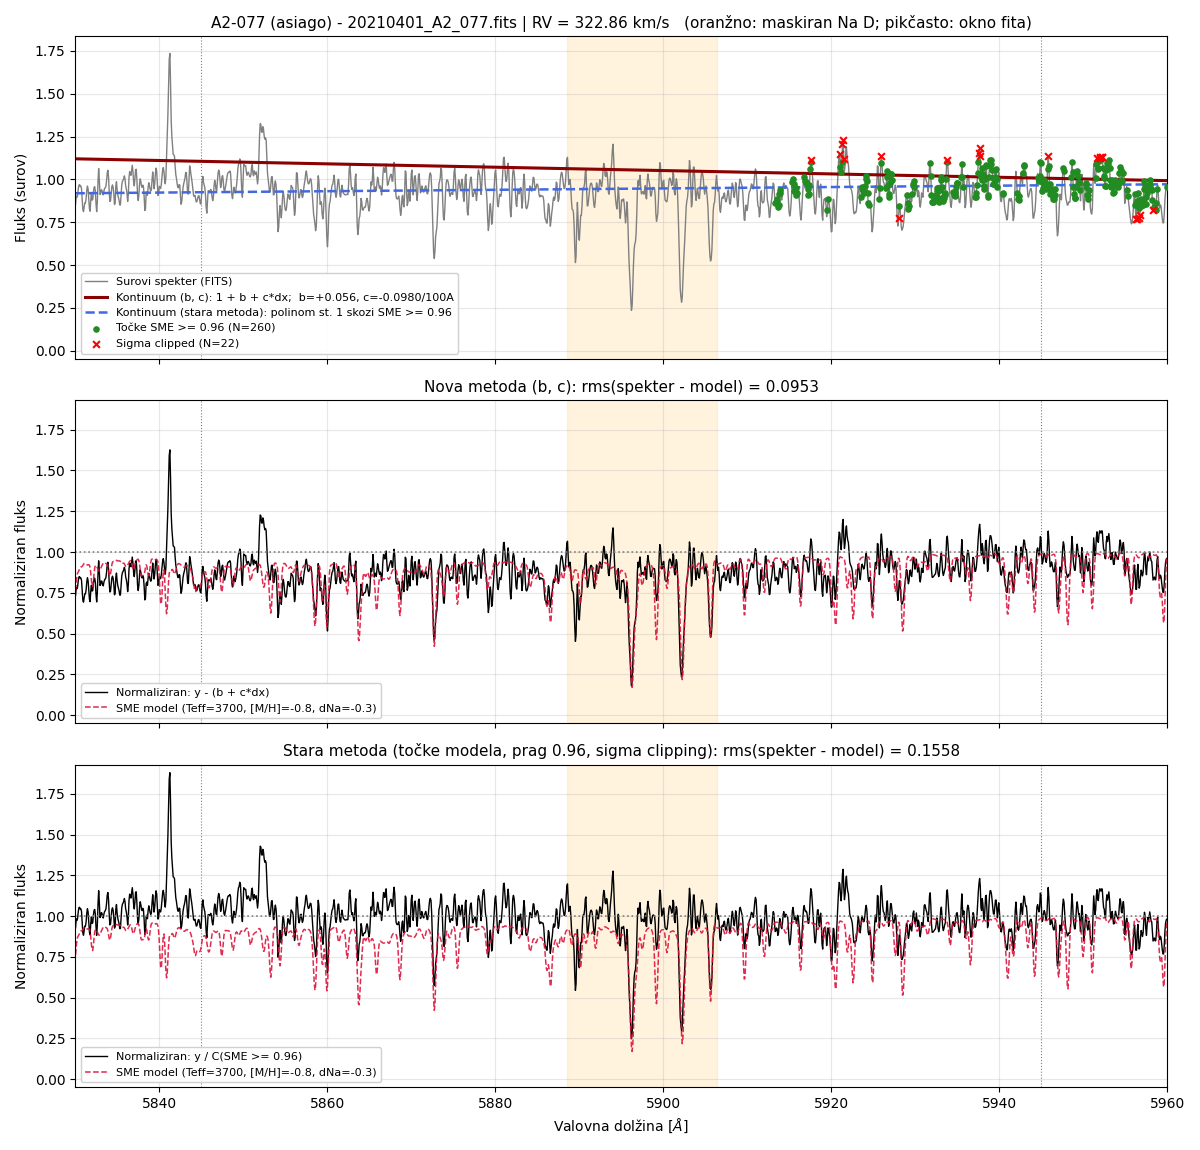 A2-077 (asiago) - 20210401_A2_077.fits | RV = 322.86 km/s   (oranžno: maskiran Na D; pikčasto: okno fita)
1.75
1.50
1.25
1.00
0.75
0.50
0.25
0.00
Fluks (surov)
Surovi spekter (FITS)
Kontinuum (b, c): 1 + b + c*dx;  b=+0.056, c=-0.0980/100A
Kontinuum (stara metoda): polinom st. 1 skozi SME >= 0.96
Točke SME >= 0.96 (N=260)
Sigma clipped (N=22)
Nova metoda (b, c): rms(spekter - model) = 0.0953
1.75
1.50
1.25
1.00
0.75
0.50
0.25
0.00
Normaliziran fluks
Normaliziran: y - (b + c*dx)
SME model (Teff=3700, [M/H]=-0.8, dNa=-0.3)
Stara metoda (točke modela, prag 0.96, sigma clipping): rms(spekter - model) = 0.1558
1.75
1.50
1.25
1.00
0.75
0.50
0.25
0.00
Normaliziran fluks
Normaliziran: y / C(SME >= 0.96)
SME model (Teff=3700, [M/H]=-0.8, dNa=-0.3)
5840 5860 5880 5900 5920 5940 5960
Valovna dolžina [Å]